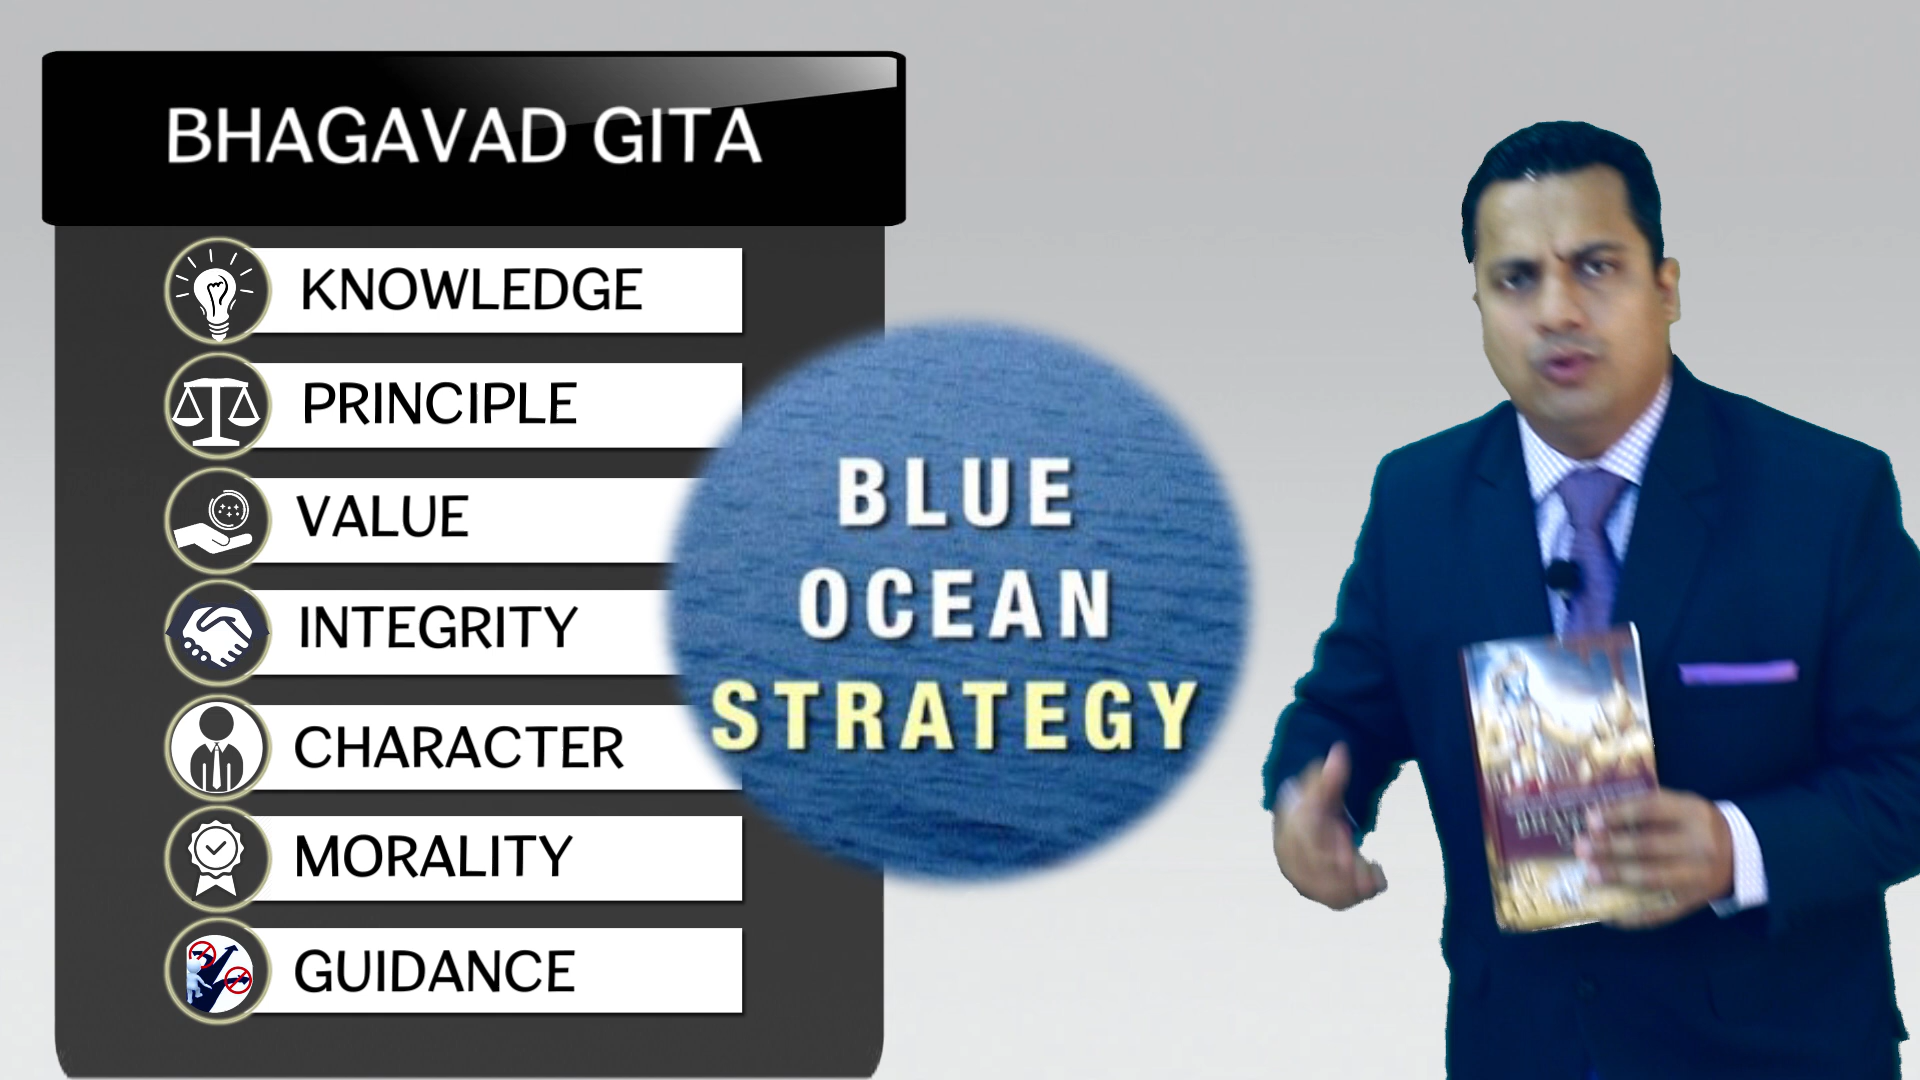 BHAGAVAD GITA
KNOWLEDGE
PRINCIPLE
VALUE
INTEGRITY
CHARACTER
MORALITY
GUIDANCE
BLUE
OCEAN
STRATEGY